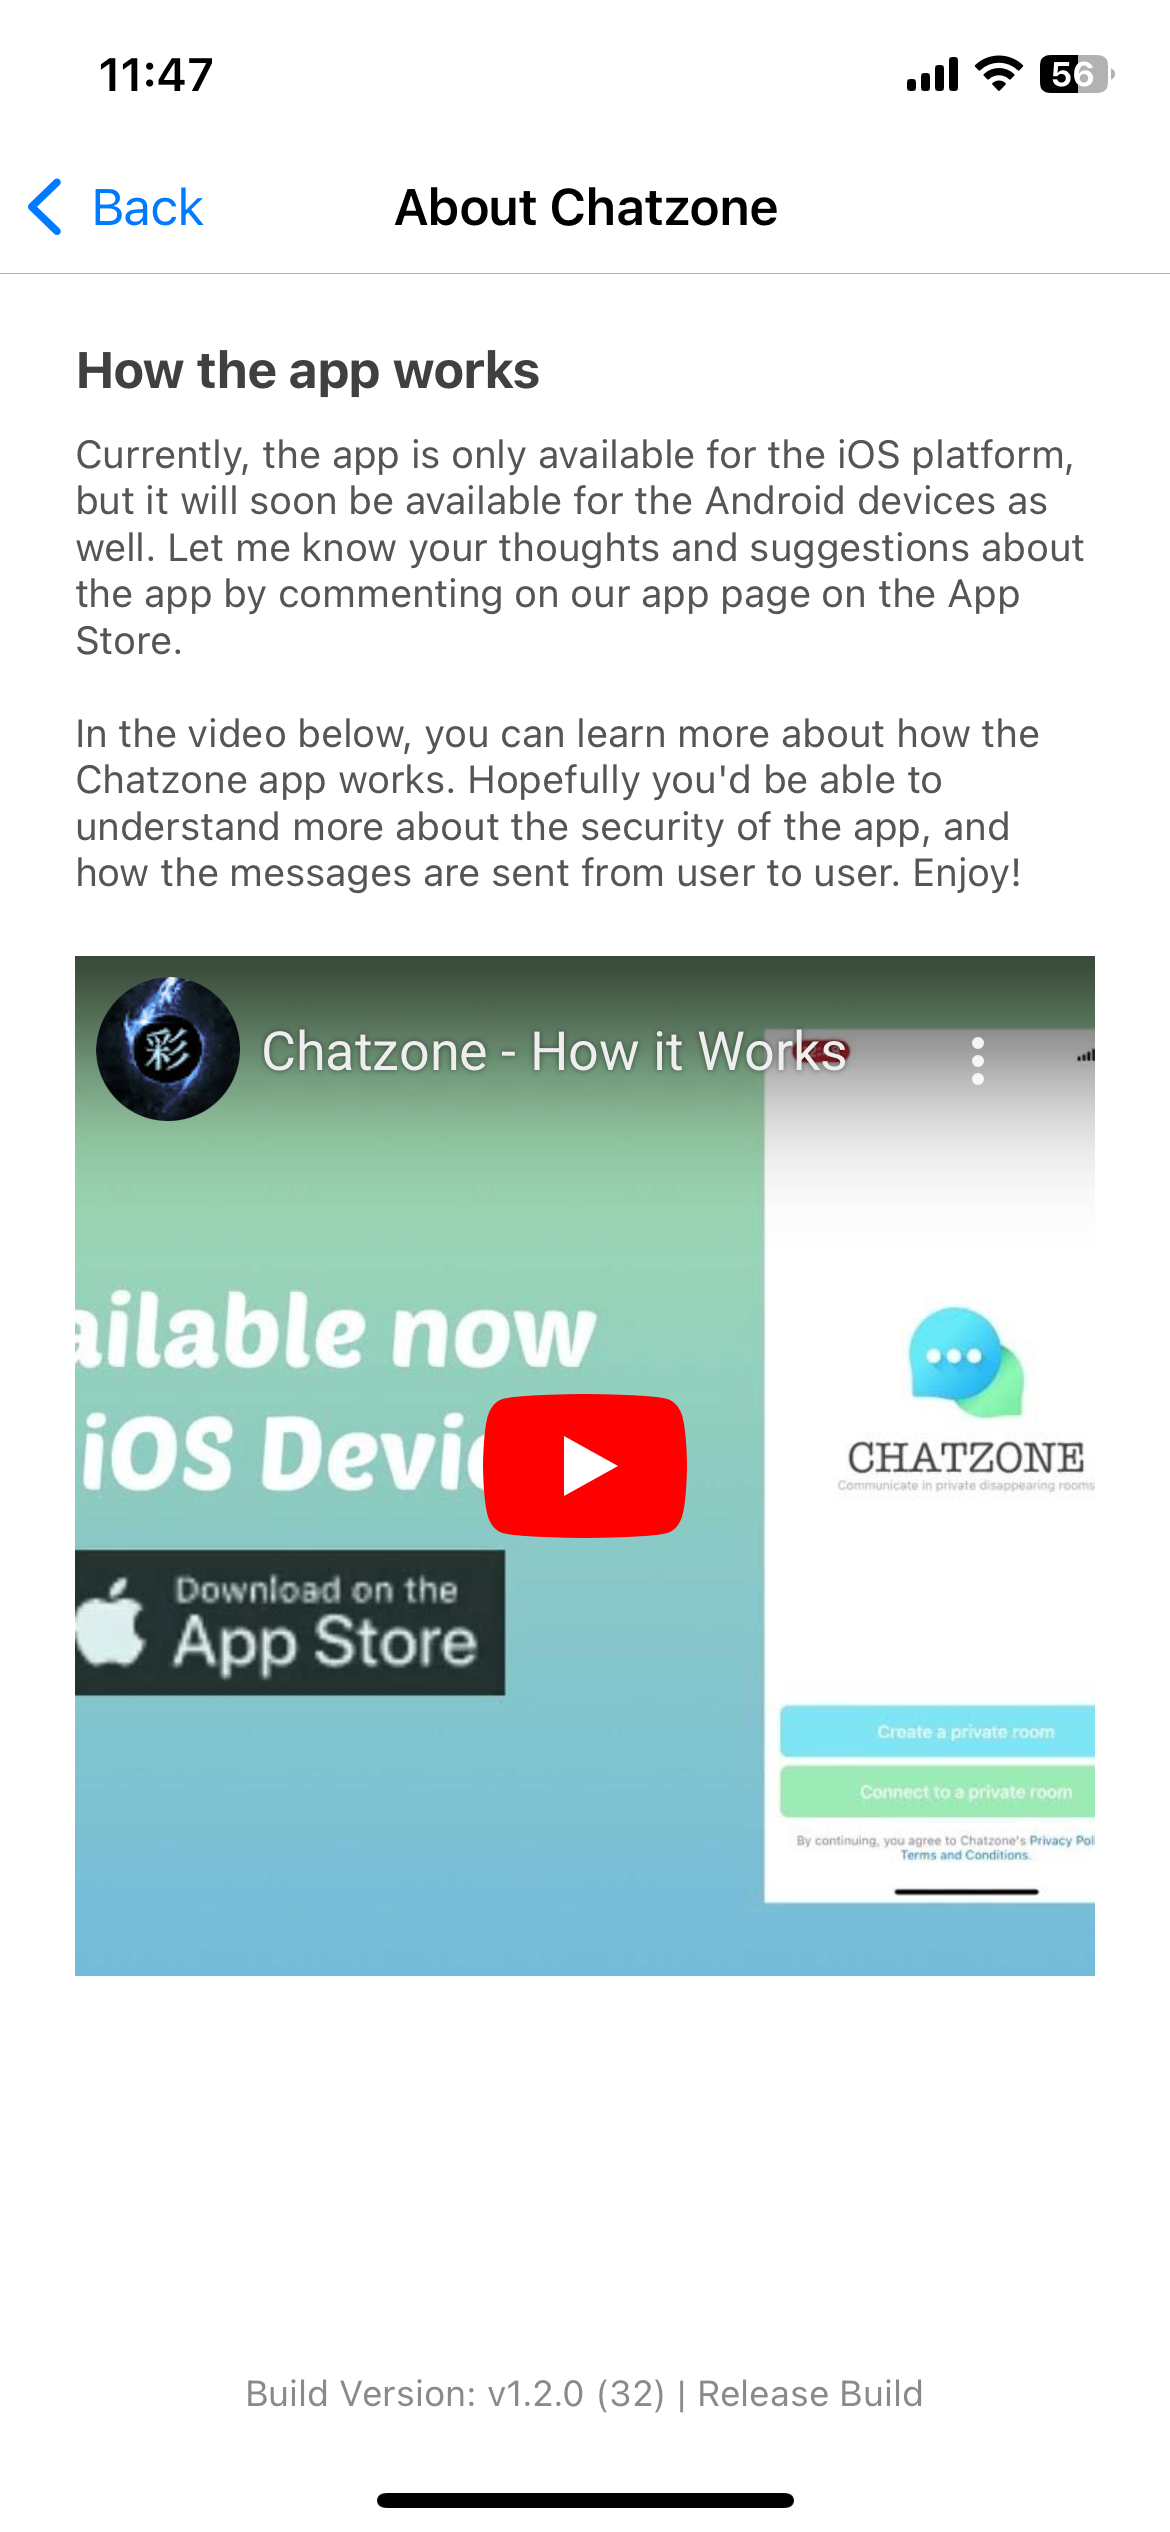 11:47
56
Back
About Chatzone
How the app works
Currently, the app is only available for the iOS platform,
but it will soon be available for the Android devices as
well. Let me know your thoughts and suggestions about
the app by commenting on our app page on the App
Store.
In the video below, you can learn more about how the
Chatzone app works. Hopefully you'd be able to
understand more about the security of the app, and
how the messages are sent from user to user. Enjoy!
彩
Chatzone - How it Works
ailable now
iOS Devic
Download on the
App Store
CHATZONE
Communicate in private disappearing rooms
Create a private room
Connect to a private room
By continuing, you agree to Chatzone's Privacy Pol
Terms and Conditions.
Build Version: v1.2.0 (32) | Release Build